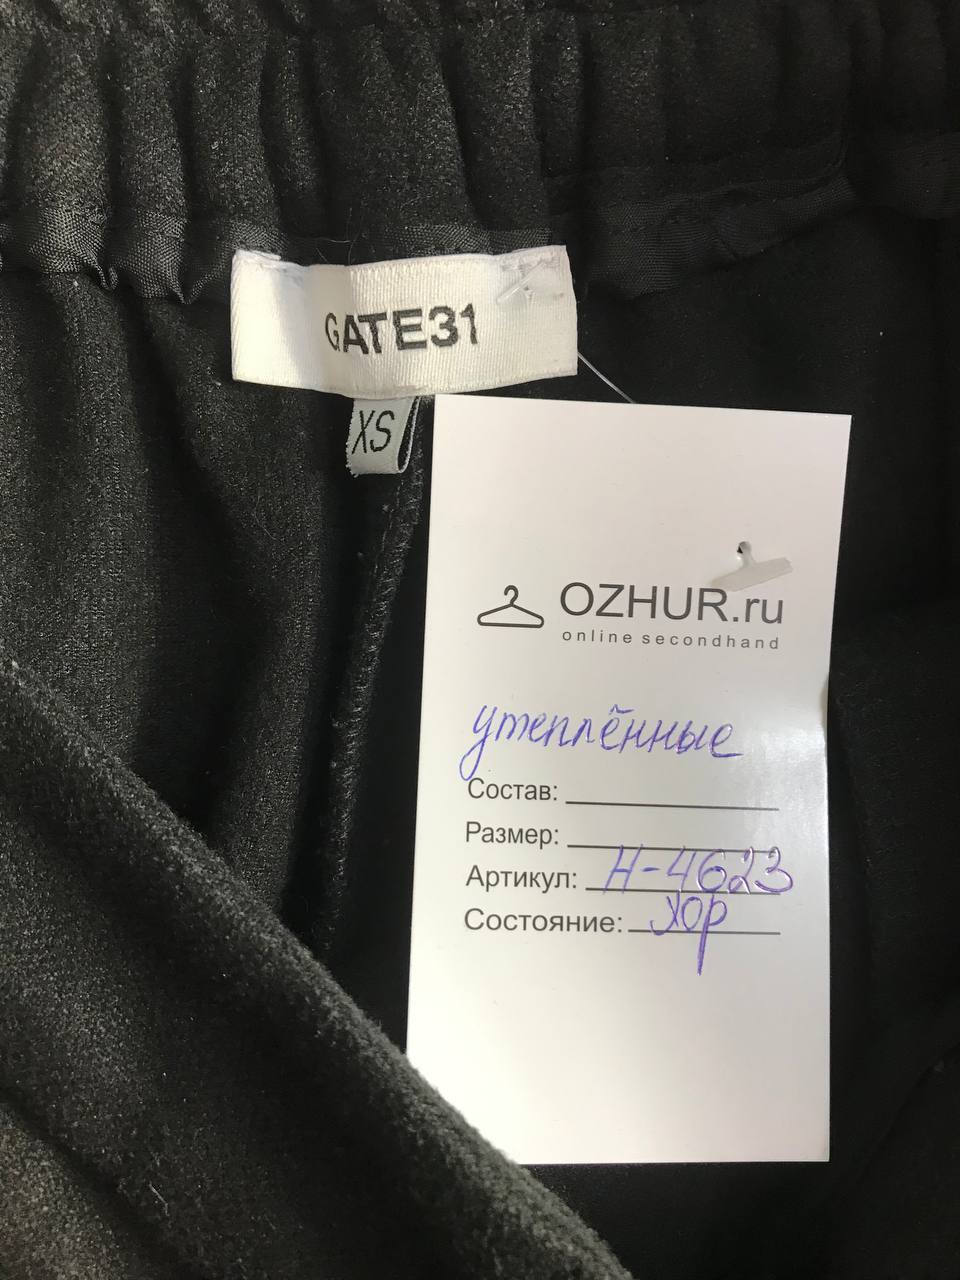 GATE31
XS
OZHUR.ru
online secondhand
утеплённые
Состав:
Размер:
Артикул: Н-4623
Состояние: хор